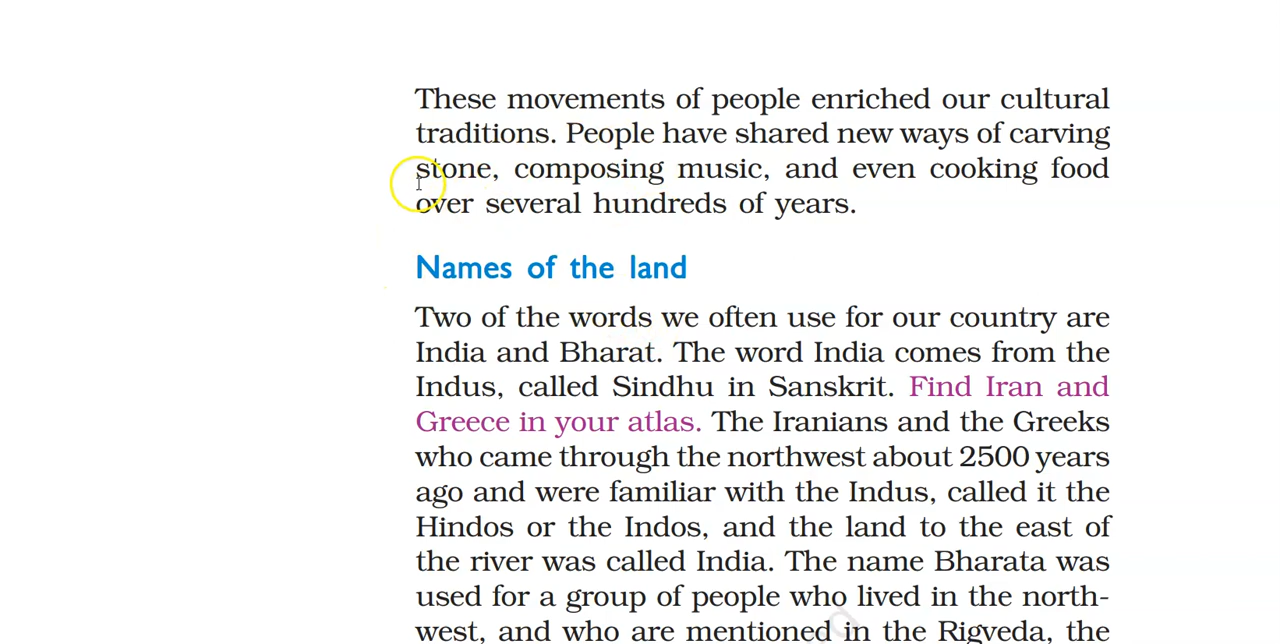 These movements of people enriched our cultural
traditions. People have shared new ways of carving
stone, composing music, and even cooking food
over several hundreds of years.
Names of the land
Two of the words we often use for our country are
India and Bharat. The word India comes from the
Indus, called Sindhu in Sanskrit. Find Iran and
Greece in your atlas. The Iranians and the Greeks
who came through the northwest about 2500 years
ago and were familiar with the Indus, called it the
Hindos or the Indos, and the land to the east of
the river was called India. The name Bharata was
used for a group of people who lived in the north-
west, and who are mentioned in the Rigveda, the